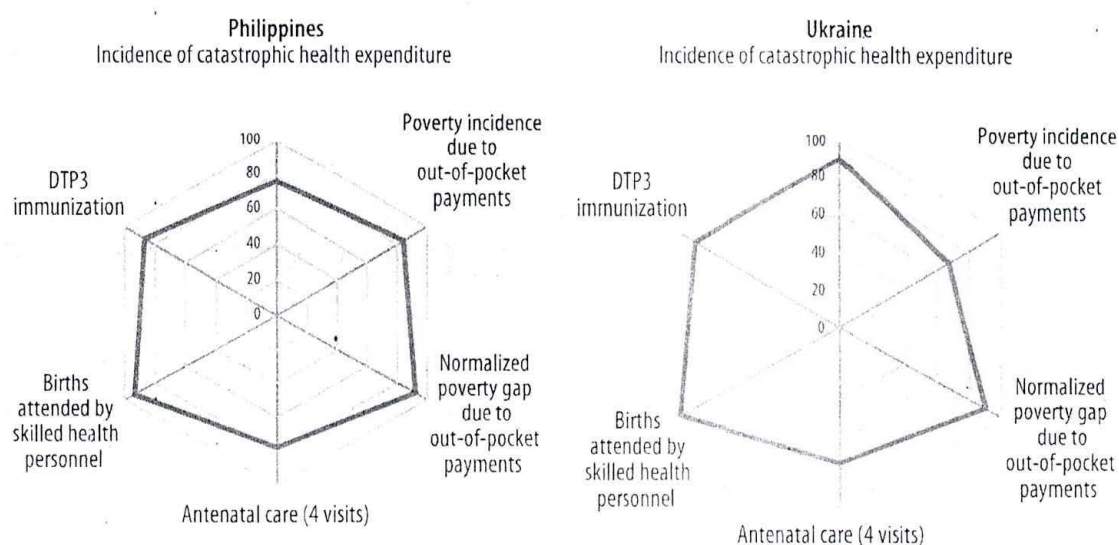 Philippines
Incidence of catastrophic health expenditure
100
80
60
40
20
0
Poverty incidence
due to
out-of-pocket
payments
DTP3
immunization
Births
attended by
skilled health
personnel
Normalized
poverty gap
due to
out-of-pocket
payments
Antenatal care (4 visits)
Ukraine
Incidence of catastrophic health expenditure
100
80
60
40
20
0
Poverty incidence
due to
out-of-pocket
payments
DTP3
immunization
Births
attended by
skilled health
personnel
Normalized
poverty gap
due to
out-of-pocket
payments
Antenatal care (4 visits)